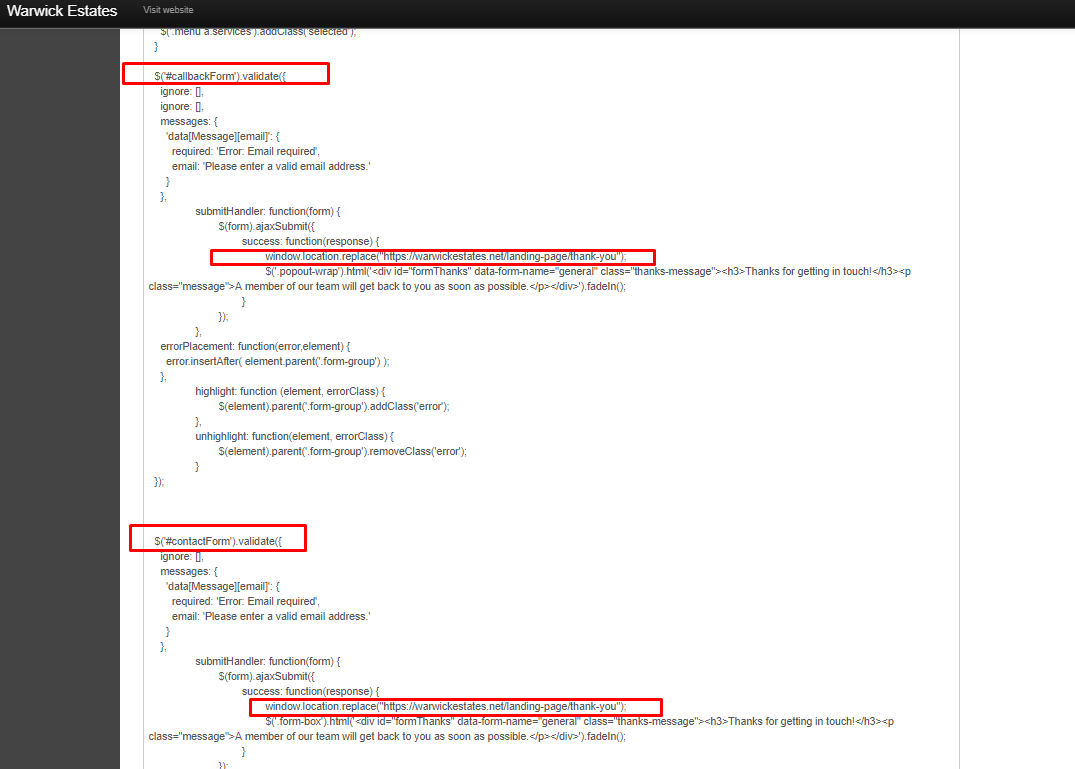 Warwick Estates Visit website
$('.menu a.services').addClass('selected');
}
$('#callbackForm').validate({
ignore: [],
ignore: [],
messages: {
'data[Message][email]': {
required: 'Error: Email required',
email: 'Please enter a valid email address.'
}
},
submitHandler: function(form) {
$(form).ajaxSubmit({
success: function(response) {
window.location.replace("https://warwickestates.net/landing-page/thank-you");
$('.popout-wrap').html('<div id="formThanks" data-form-name="general" class="thanks-message"><h3>Thanks for getting in touch!</h3><p
class="message">A member of our team will get back to you as soon as possible.</p></div>').fadeIn();
}
});
},
errorPlacement: function(error,element) {
error.insertAfter( element.parent('.form-group') );
},
highlight: function (element, errorClass) {
$(element).parent('.form-group').addClass('error');
},
unhighlight: function(element, errorClass) {
$(element).parent('.form-group').removeClass('error');
}
});
$('#contactForm').validate({
ignore: [],
messages: {
'data[Message][email]': {
required: 'Error: Email required',
email: 'Please enter a valid email address.'
}
},
submitHandler: function(form) {
$(form).ajaxSubmit({
success: function(response) {
window.location.replace("https://warwickestates.net/landing-page/thank-you");
$('.form-box').html('<div id="formThanks" data-form-name="general" class="thanks-message"><h3>Thanks for getting in touch!</h3><p
class="message">A member of our team will get back to you as soon as possible.</p></div>').fadeIn();
}
});